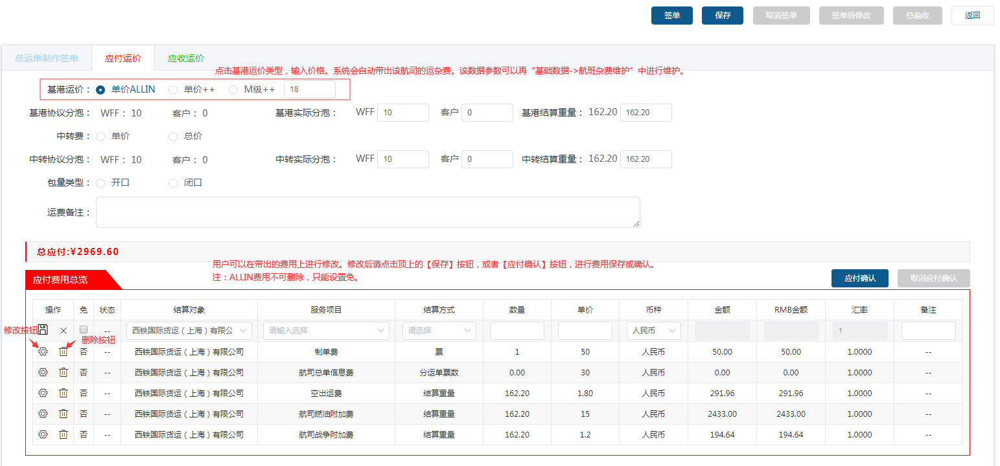 签单 保存 取消签单 签单待修改 总盈收 返回
总运单制作签单 应付运价 应收运价
点击基港运价类型，输入价格。系统会自动带出该航司的运杂费。该数据参数可以再“基础数据->航班杂费维护”中进行维护。
基港运价： 单价ALLIN 单价++ M级++ 18
基港协议分泡： WFF： 10 客户： 0 基港实际分泡： WFF 10 客户 0 基港结算重量： 162.20 162.20
中转费： 单价 总价
中转协议分泡： WFF： 10 客户： 0 中转实际分泡： WFF 10 客户 0 中转结算重量： 162.20 162.20
包量类型： 开口 闭口
运费备注：
总应付:¥2969.60
用户可以在带出的费用上进行修改。修改后请点击顶上的【保存】按钮，或者【应付确认】按钮，进行费用保存或确认。
注：ALLIN费用不可删除，只能设置免。
应付费用总览 应付确认 取消应付确认
操作 免 状态 结算对象 服务项目 结算方式 数量 单价 币种 金额 RMB金额 汇率 备注
修改按钮 -- 西铁国际货运（上海）有限公 请输入选择 请选择 人民币 1
删除按钮
否 -- 西铁国际货运（上海）有限公司 制单费 票 1 50 人民币 50.00 50.00 1.0000 --
否 -- 西铁国际货运（上海）有限公司 航司总单信息费 分运单票数 0.00 30 人民币 0.00 0.00 1.0000 --
否 -- 西铁国际货运（上海）有限公司 空出运费 结算重量 162.20 1.80 人民币 291.96 291.96 1.0000 --
否 -- 西铁国际货运（上海）有限公司 航司燃油附加费 结算重量 162.20 15 人民币 2433.00 2433.00 1.0000 --
否 -- 西铁国际货运（上海）有限公司 航司战争附加费 结算重量 162.20 1.2 人民币 194.64 194.64 1.0000 --